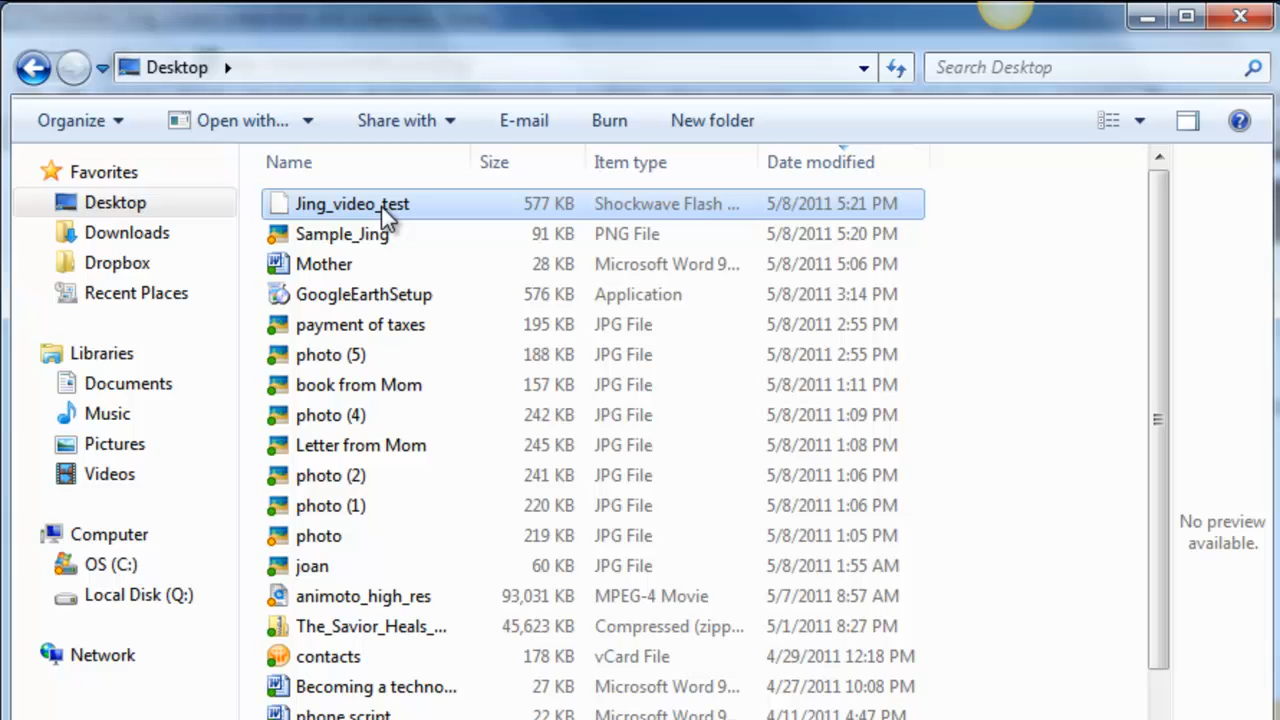 Desktop
Search Desktop
Organize Open with... Share with E-mail Burn New folder
Name Size Item type Date modified
Favorites
Desktop
Downloads
Dropbox
Recent Places
Libraries
Documents
Music
Pictures
Videos
Computer
OS (C:)
Local Disk (Q:)
Network
Jing_video_test 577 KB Shockwave Flash ... 5/8/2011 5:21 PM
Sample_Jing 91 KB PNG File 5/8/2011 5:20 PM
Mother 28 KB Microsoft Word 9... 5/8/2011 5:06 PM
GoogleEarthSetup 576 KB Application 5/8/2011 3:14 PM
payment of taxes 195 KB JPG File 5/8/2011 2:55 PM
photo (5) 188 KB JPG File 5/8/2011 2:55 PM
book from Mom 157 KB JPG File 5/8/2011 1:11 PM
photo (4) 242 KB JPG File 5/8/2011 1:09 PM
Letter from Mom 245 KB JPG File 5/8/2011 1:08 PM
photo (2) 241 KB JPG File 5/8/2011 1:06 PM
photo (1) 220 KB JPG File 5/8/2011 1:06 PM
photo 219 KB JPG File 5/8/2011 1:05 PM
joan 60 KB JPG File 5/8/2011 1:55 AM
animoto_high_res 93,031 KB MPEG-4 Movie 5/7/2011 8:57 AM
The_Savior_Heals_... 45,623 KB Compressed (zipp... 5/1/2011 8:27 PM
contacts 178 KB vCard File 4/29/2011 12:18 PM
Becoming a techno... 27 KB Microsoft Word 9... 4/27/2011 10:08 PM
phone script 22 KB Microsoft Word 9... 4/11/2011 4:47 PM
No preview
available.